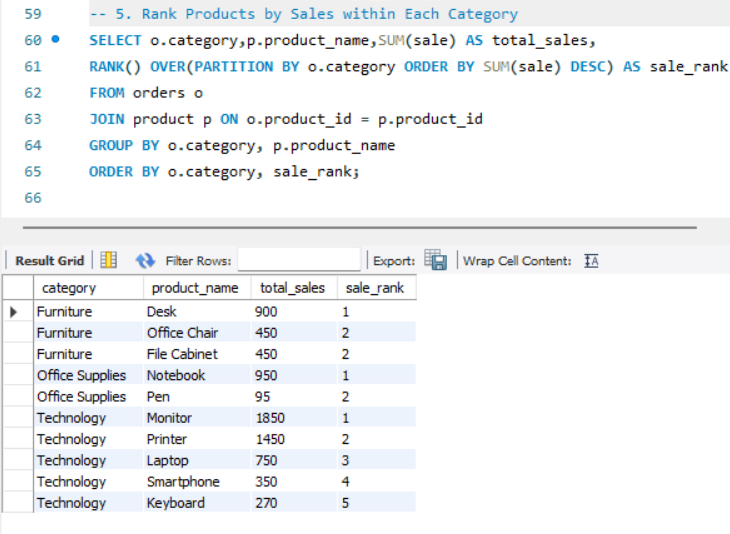 59 -- 5. Rank Products by Sales within Each Category
60 SELECT o.category,p.product_name,SUM(sale) AS total_sales,
61 RANK() OVER(PARTITION BY o.category ORDER BY SUM(sale) DESC) AS sale_rank
62 FROM orders o
63 JOIN product p ON o.product_id = p.product_id
64 GROUP BY o.category, p.product_name
65 ORDER BY o.category, sale_rank;
66
Result Grid Filter Rows: Export: Wrap Cell Content:
category product_name total_sales sale_rank
Furniture Desk 900 1
Furniture Office Chair 450 2
Furniture File Cabinet 450 2
Office Supplies Notebook 950 1
Office Supplies Pen 95 2
Technology Monitor 1850 1
Technology Printer 1450 2
Technology Laptop 750 3
Technology Smartphone 350 4
Technology Keyboard 270 5